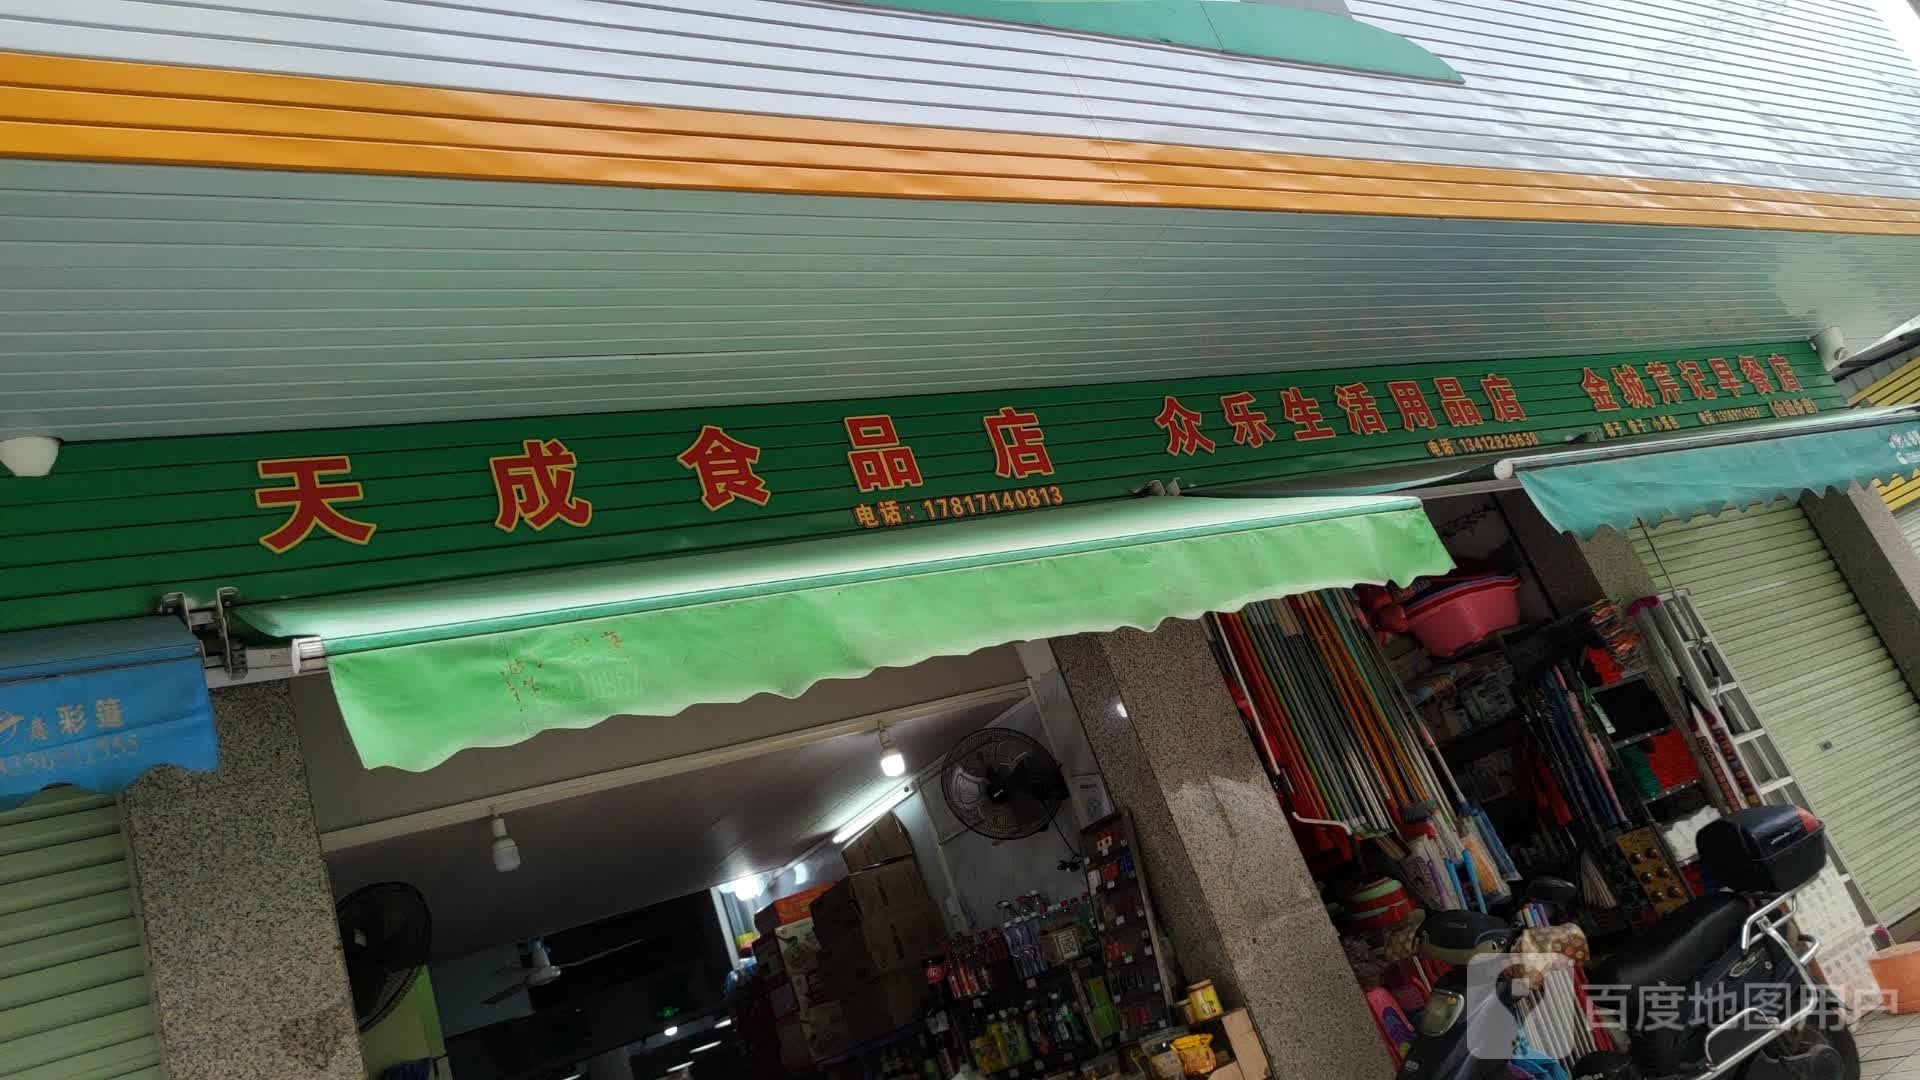 天成食品店
电话：17817140813
众乐生活用品店
电话：13412829638
金城芹记早餐店
彩篷
百度地图用户